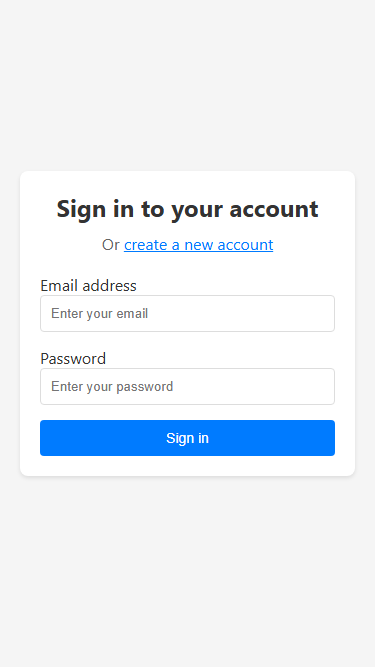 Sign in to your account
Or create a new account
Email address
Enter your email
Password
Enter your password
Sign in